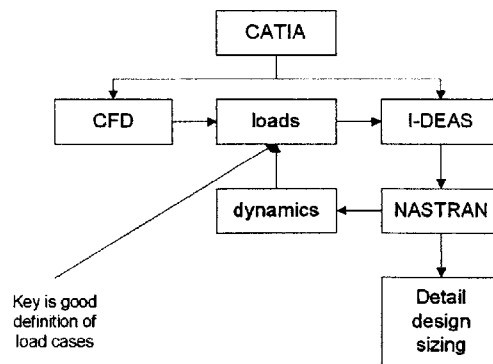 CATIA
CFD
loads
I-DEAS
dynamics
NASTRAN
Key is good
definition of
load cases
Detail
design
sizing